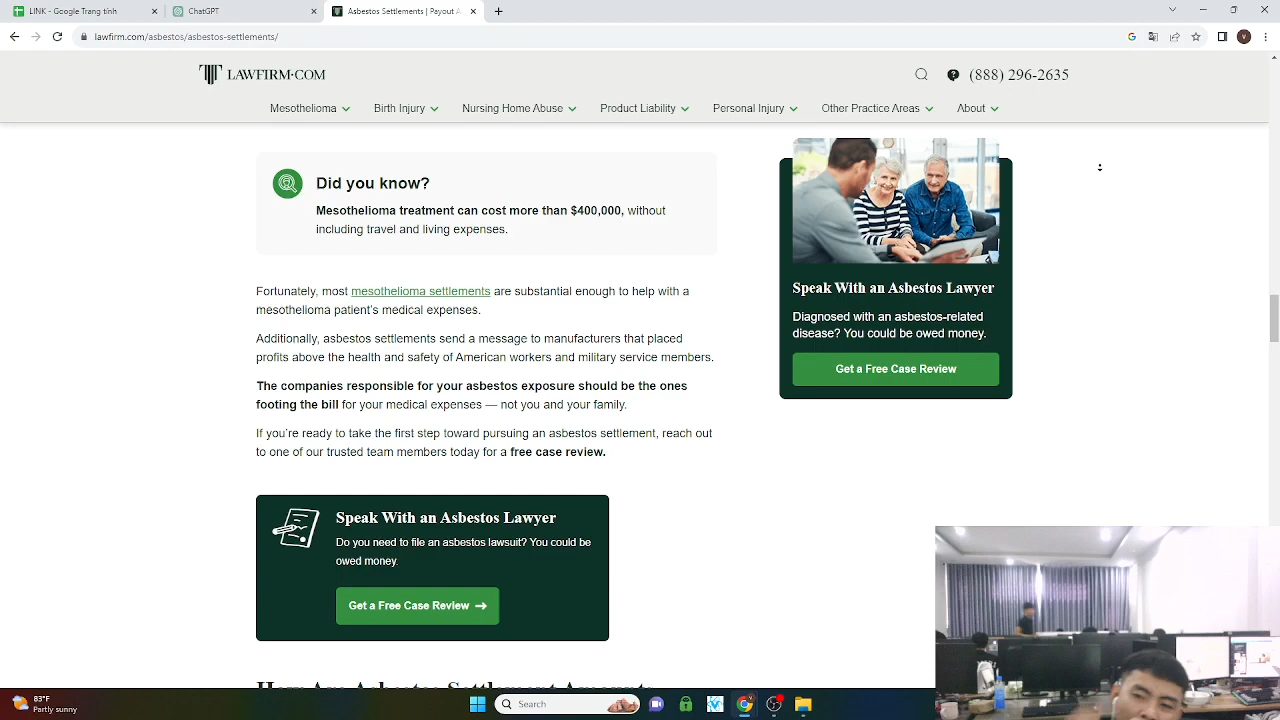 LINK - Google Trang tính
ChatGPT
Asbestos Settlements | Payout A
lawfirm.com/asbestos/asbestos-settlements/
LAWFIRM·COM
(888) 296-2635
Mesothelioma
Birth Injury
Nursing Home Abuse
Product Liability
Personal Injury
Other Practice Areas
About
Did you know?
Mesothelioma treatment can cost more than $400,000, without
including travel and living expenses.
Fortunately, most mesothelioma settlements are substantial enough to help with a
mesothelioma patient's medical expenses.
Additionally, asbestos settlements send a message to manufacturers that placed
profits above the health and safety of American workers and military service members.
The companies responsible for your asbestos exposure should be the ones
footing the bill for your medical expenses — not you and your family.
If you're ready to take the first step toward pursuing an asbestos settlement, reach out
to one of our trusted team members today for a free case review.
Speak With an Asbestos Lawyer
Do you need to file an asbestos lawsuit? You could be
owed money.
Get a Free Case Review
Speak With an Asbestos Lawyer
Diagnosed with an asbestos-related
disease? You could be owed money.
Get a Free Case Review
83°F
Partly sunny
Search